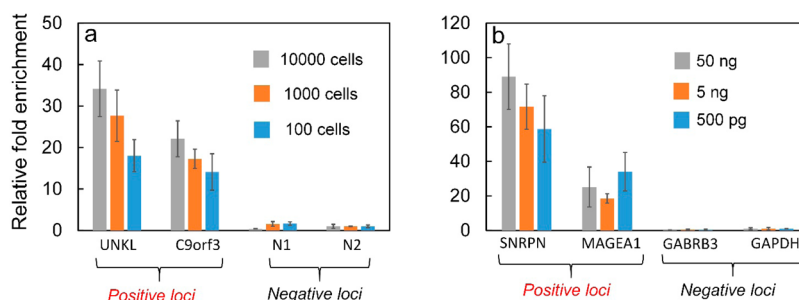 a
Relative fold enrichment
50
40
30
20
10
0
10000 cells
1000 cells
100 cells
UNKL C9orf3 N1 N2
Positive loci Negative loci
b
120
100
80
60
40
20
0
50 ng
5 ng
500 pg
SNRPN MAGEA1 GABRB3 GAPDH
Positive loci Negative loci